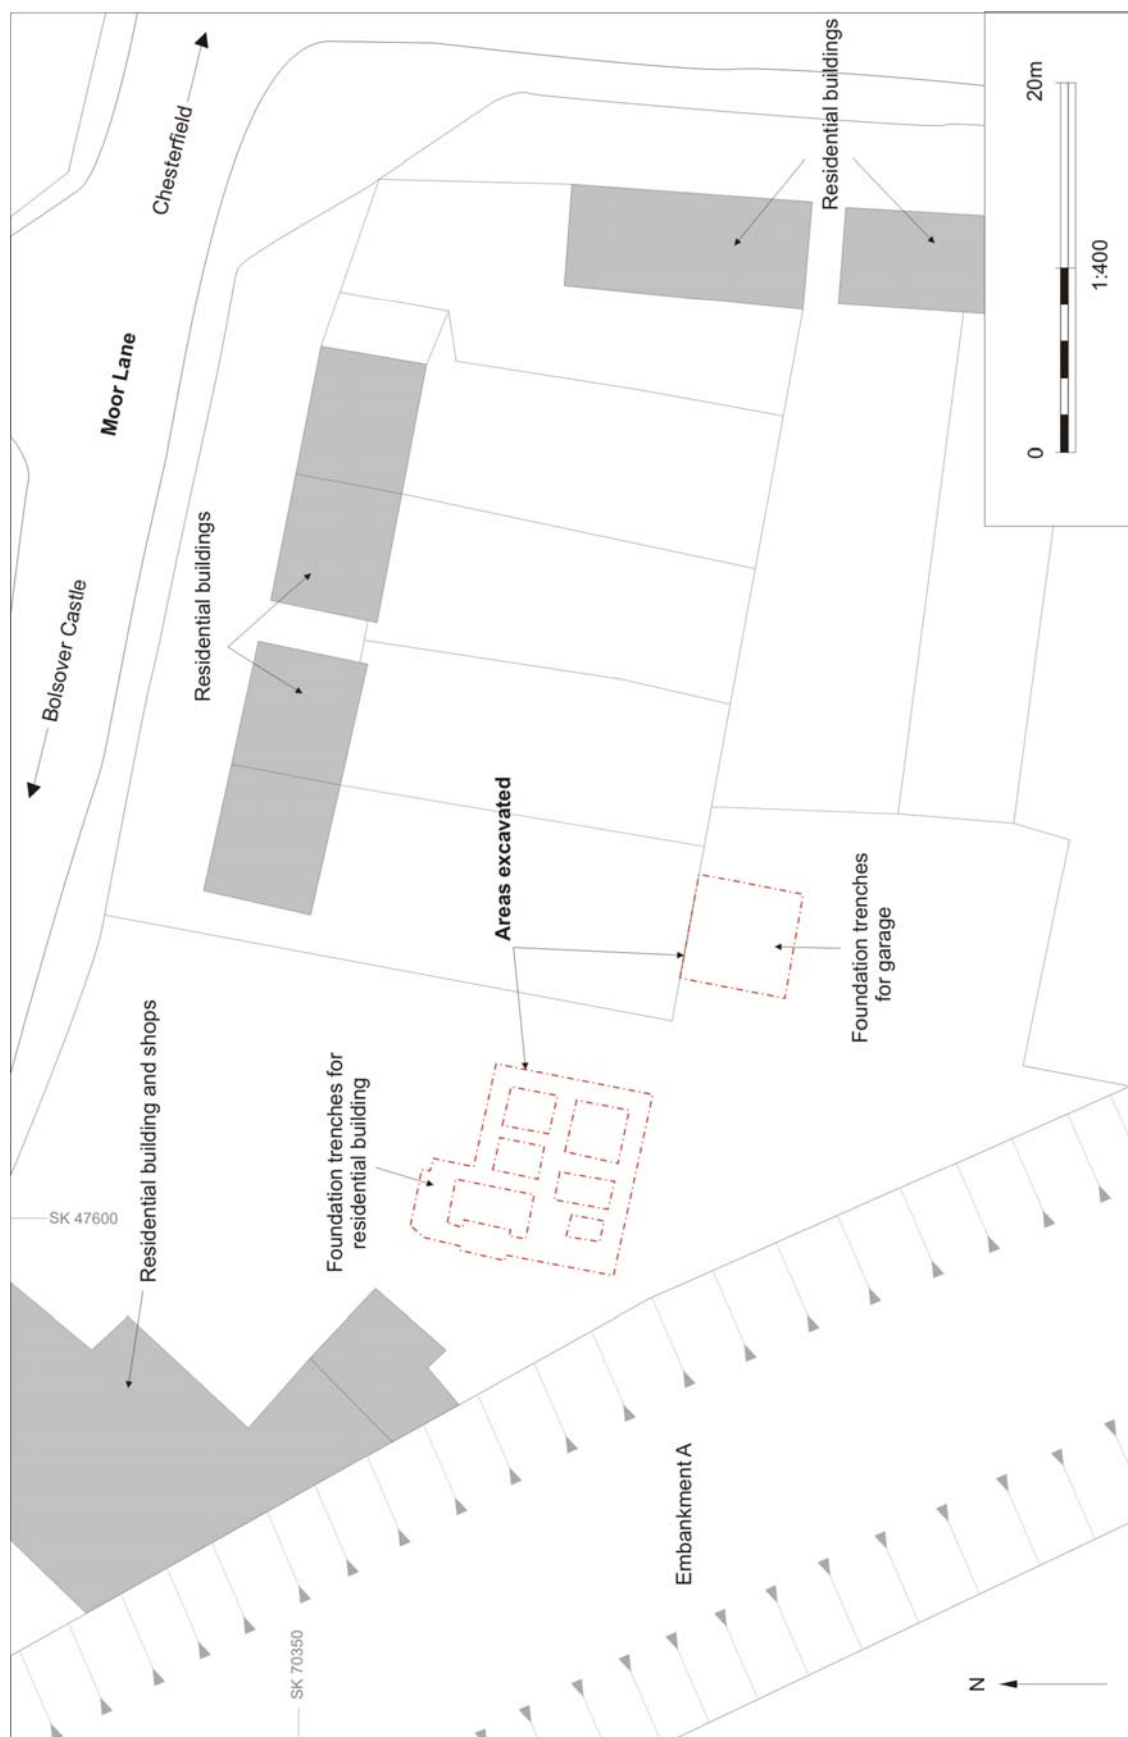 Chesterfield
Moor Lane
Bolsover Castle
Residential buildings
Residential buildings
20m
0
1:400
Areas excavated
Residential building and shops
Foundation trenches for
residential building
Foundation trenches
for garage
SK 47600
SK 70350
Embankment A
N